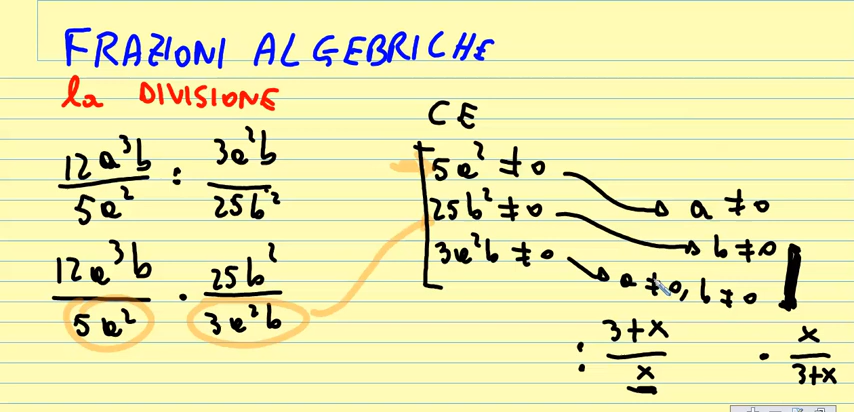 FRAZIONI ALGEBRICHE
la DIVISIONE
CE
12a³b/5a² : 3a²b/25b²
5a² ≠ 0 → a ≠ 0
25b² ≠ 0 → b ≠ 0
3a²b ≠ 0 → a ≠ 0, b ≠ 0
12a³b/5a² · 25b²/3a²b
: 3+x/x · x/3+x